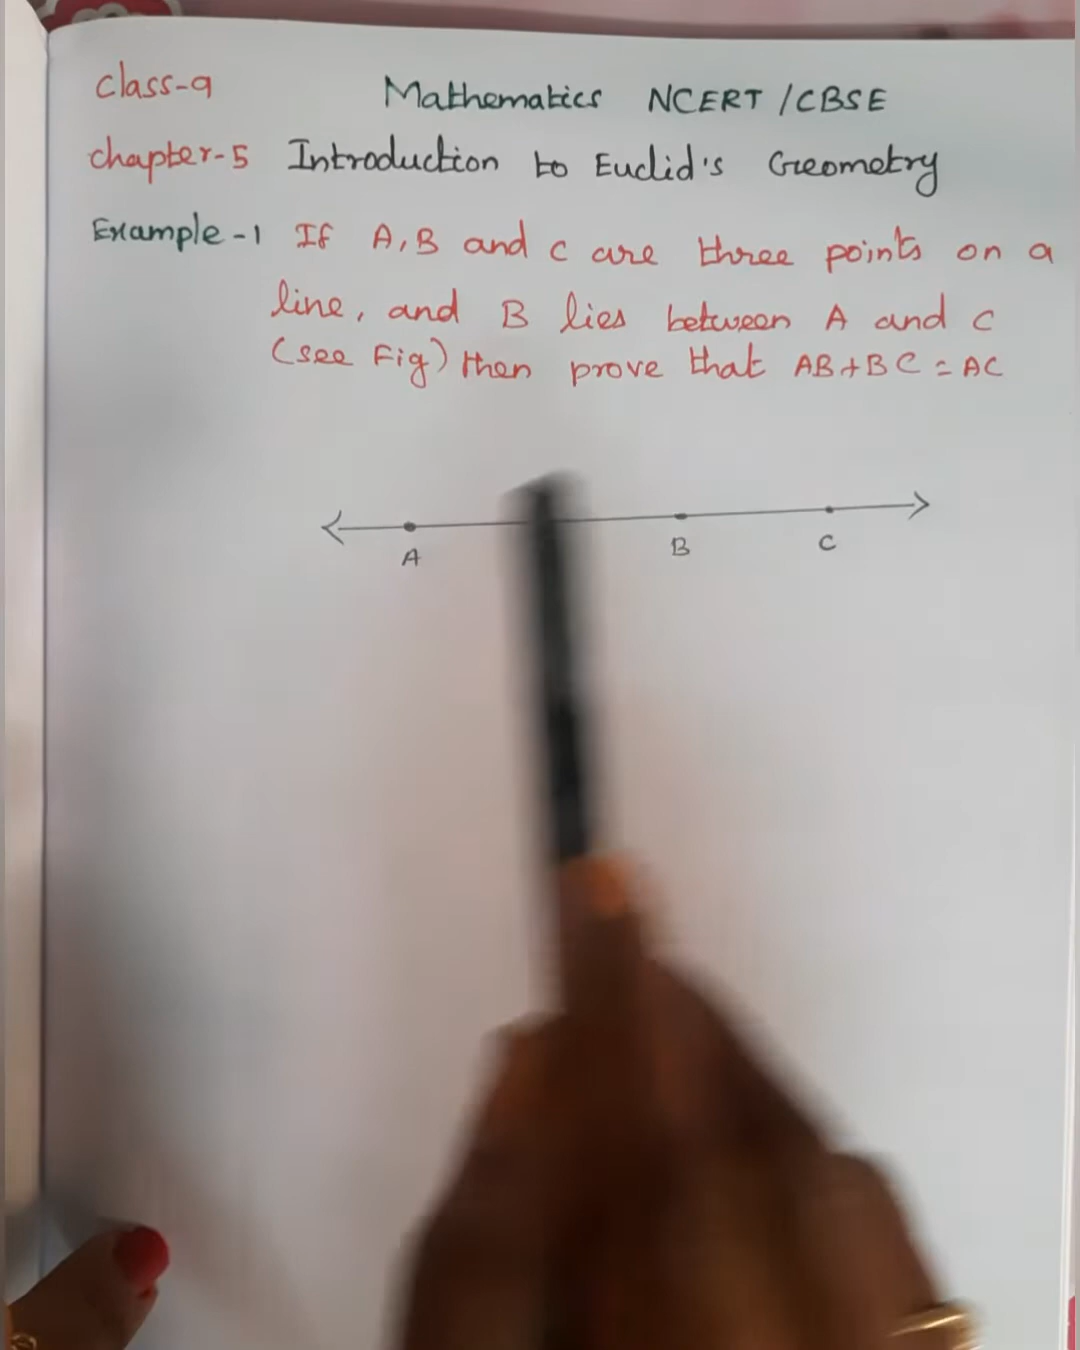 Class-9 Mathematics NCERT/CBSE
Chapter-5 Introduction to Euclid's Geometry
Example-1 If A,B and C are three points on a
line, and B lies between A and C
(see Fig) then prove that AB+BC=AC
A B C